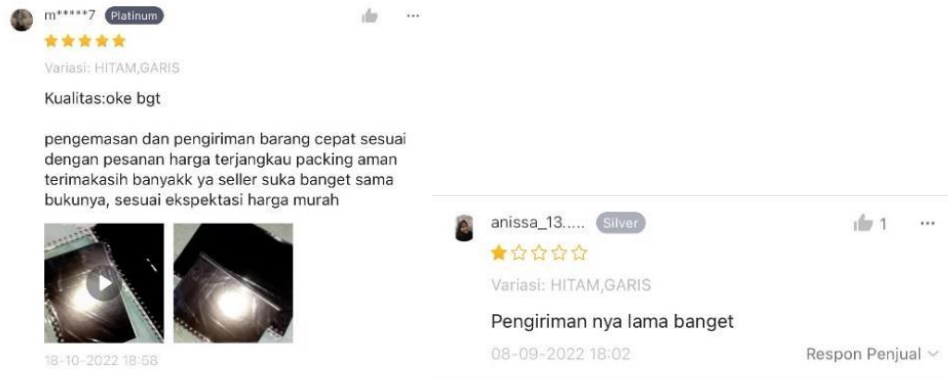 m*****7 Platinum
Variasi: HITAM,GARIS
Kualitas:oke bgt
pengemasan dan pengiriman barang cepat sesuai
dengan pesanan harga terjangkau packing aman
terimakasih banyakk ya seller suka banget sama
bukunya, sesuai ekspektasi harga murah
18-10-2022 18:58
anissa_13..... Silver
1
Variasi: HITAM,GARIS
Pengiriman nya lama banget
08-09-2022 18:02
Respon Penjual